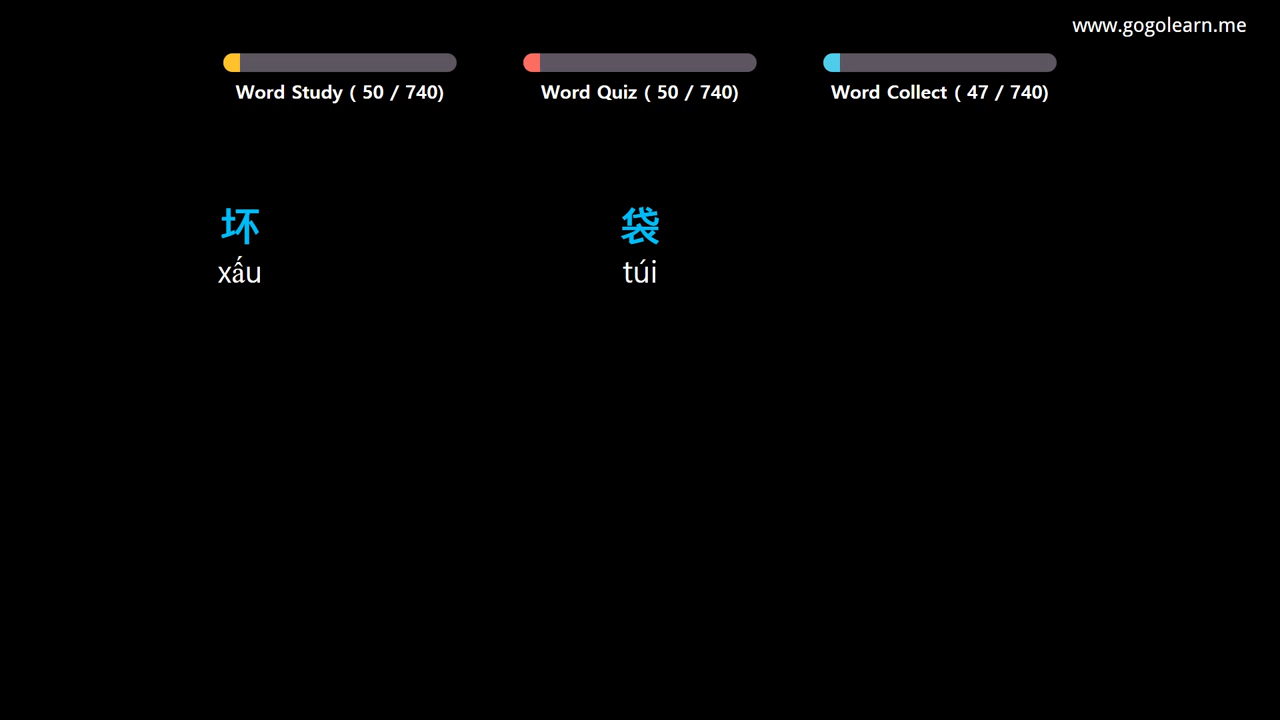 www.gogolearn.me
Word Study ( 50 / 740)
Word Quiz ( 50 / 740)
Word Collect ( 47 / 740)
坏
xấu
袋
túi